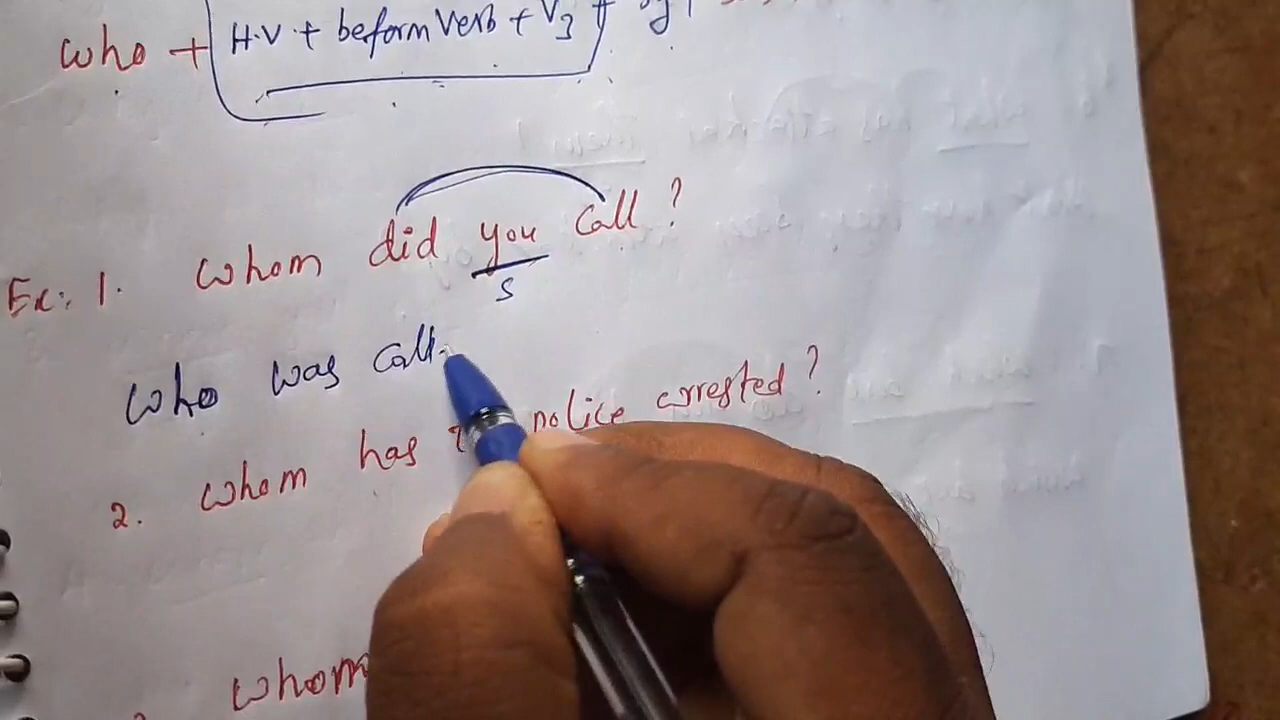 who + H.V + beform Verb + V3 +
Ex: 1. Whom did you call ?
S
Who was call
2. Whom has police arrested ?
Whom